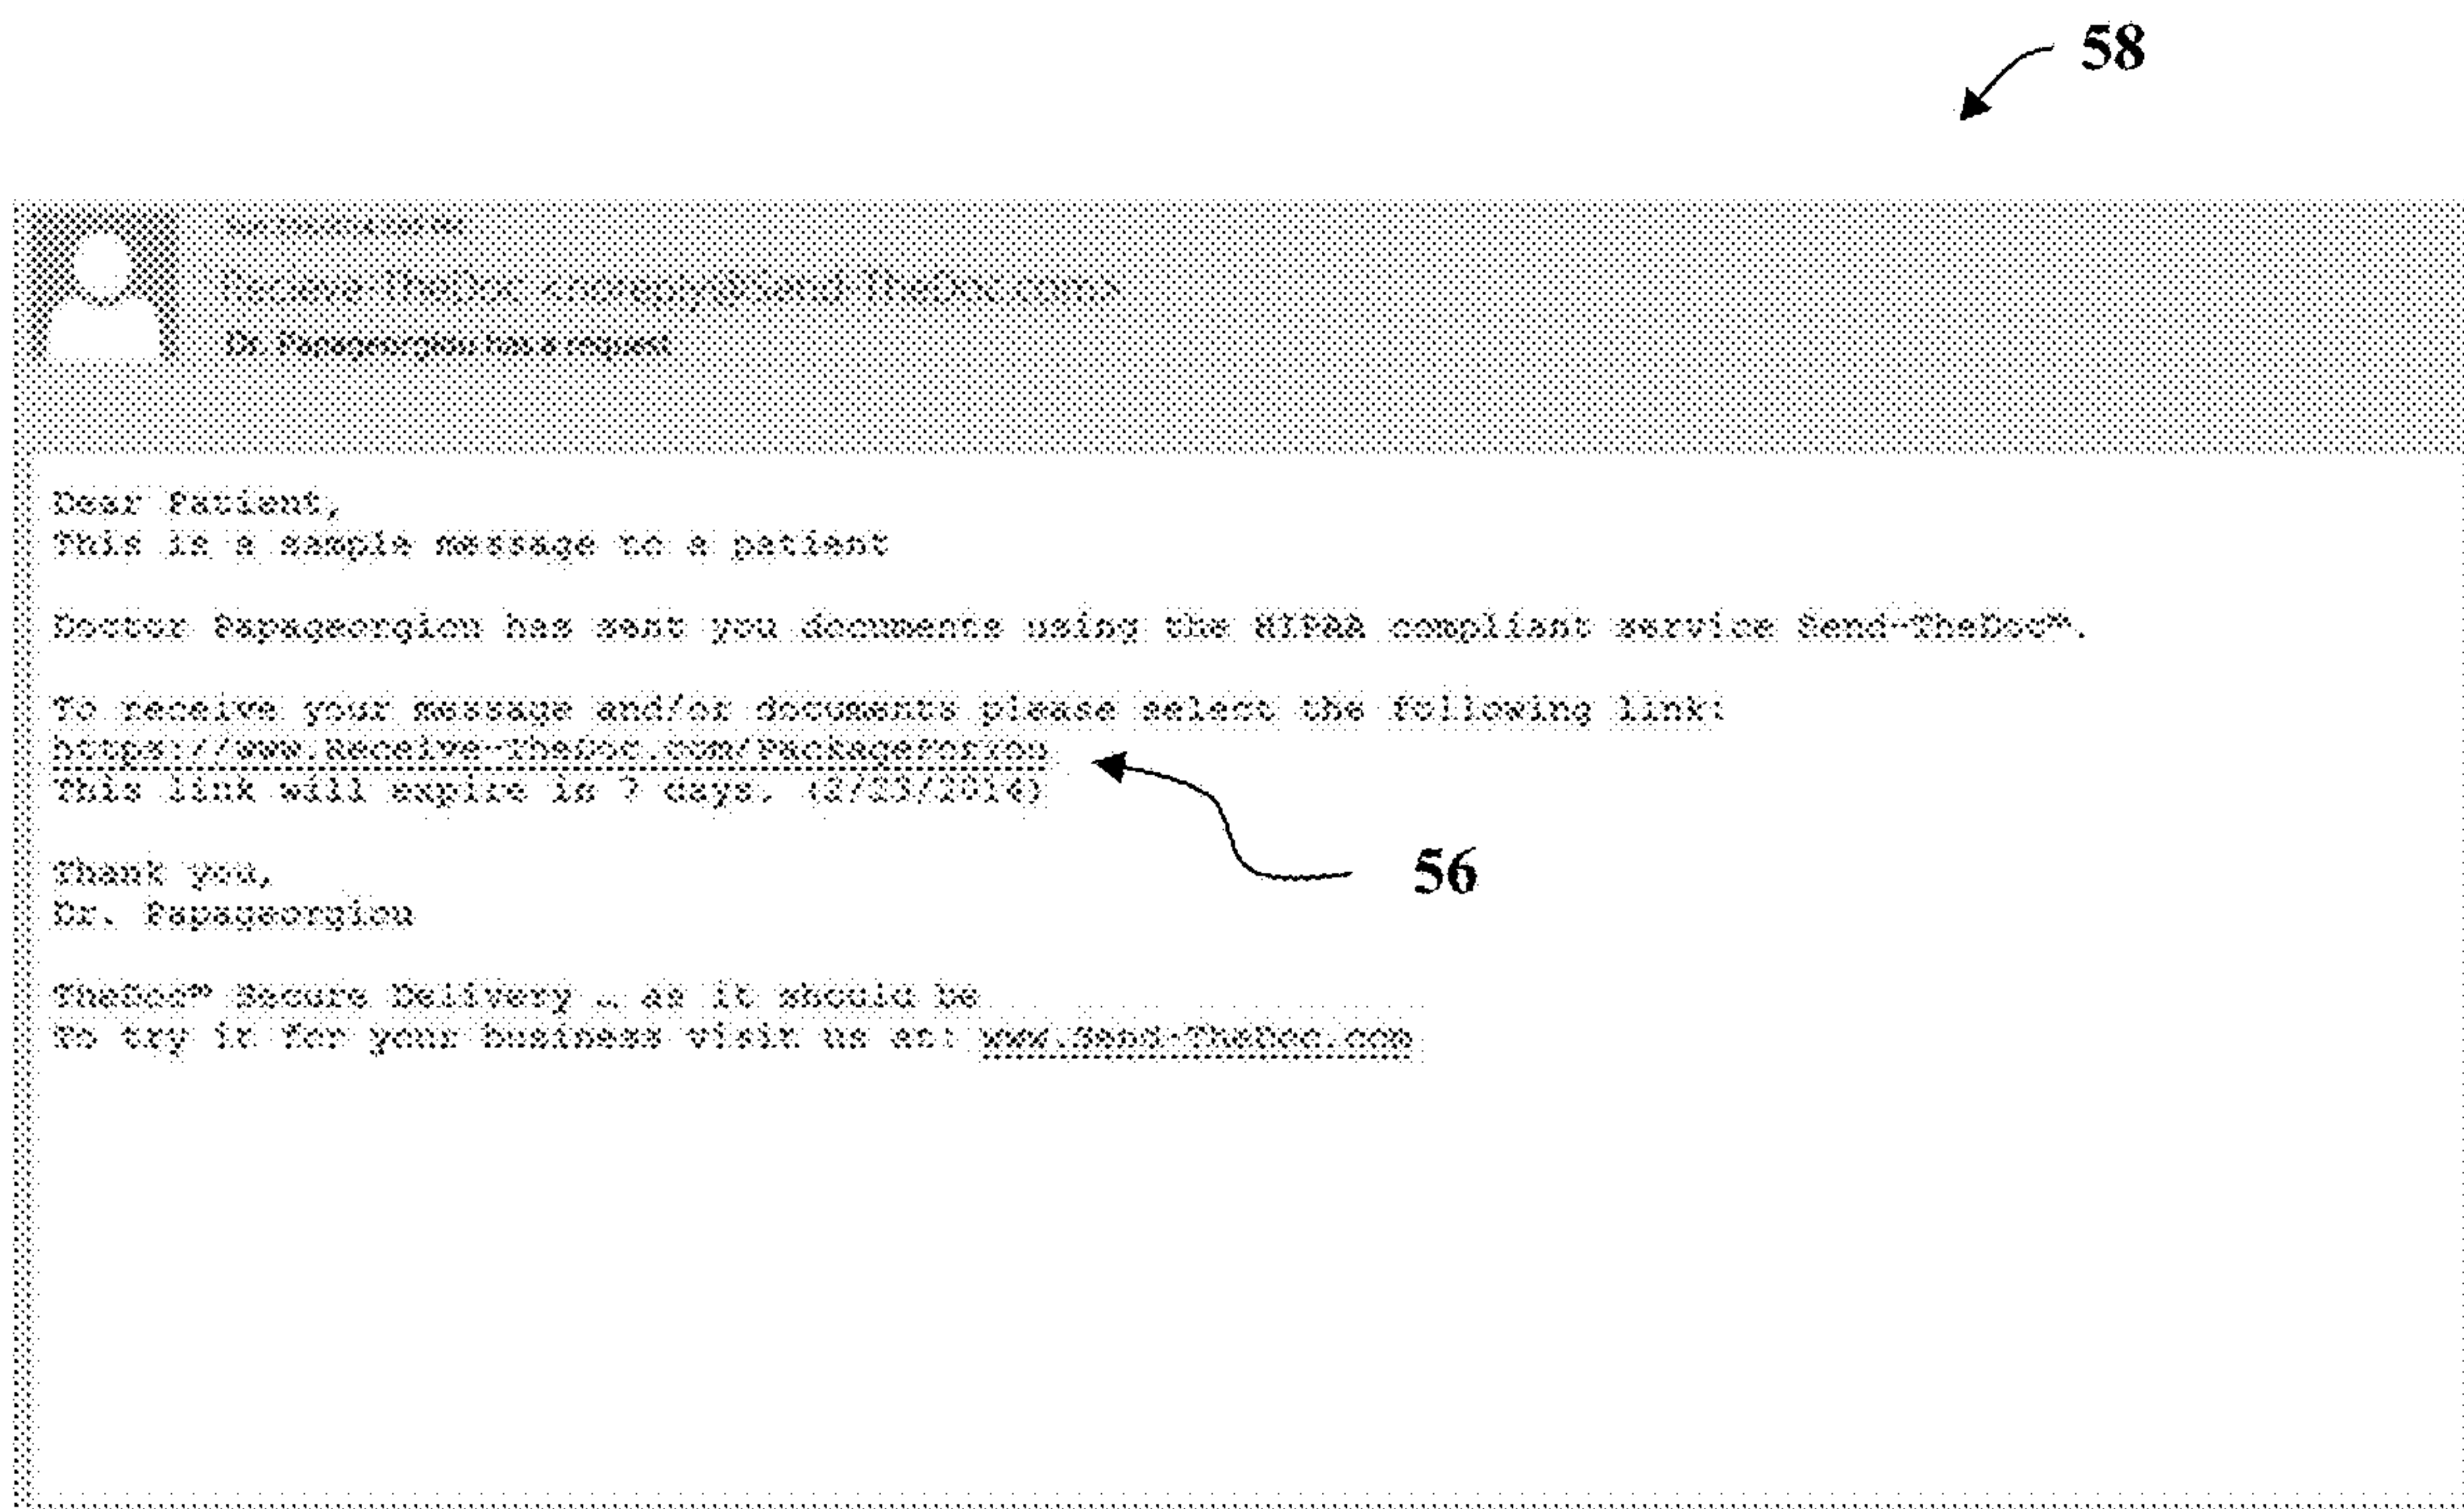 58
Dr. Papageorgiou has a request
Dear Patient,
This is a sample message to a patient
Doctor Papageorgiou has sent you documents using the HIPAA compliant service Send-TheDoc™.
To receive your message and/or documents please select the following link:
https://www.Receive-TheDoc.com/PackageForYou
This link will expire in 7 days. (2/23/2014)
56
Thank you,
Dr. Papageorgiou
TheDoc™ Secure Delivery … as it should be
To try it for your business visit us at: www.Send-TheDoc.com